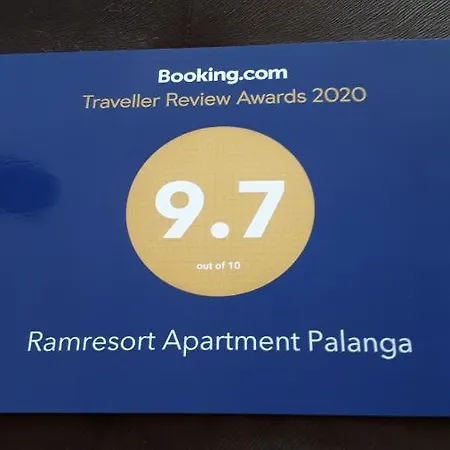 Booking.com
Traveller Review Awards 2020
9.7
out of 10
Ramresort Apartment Palanga